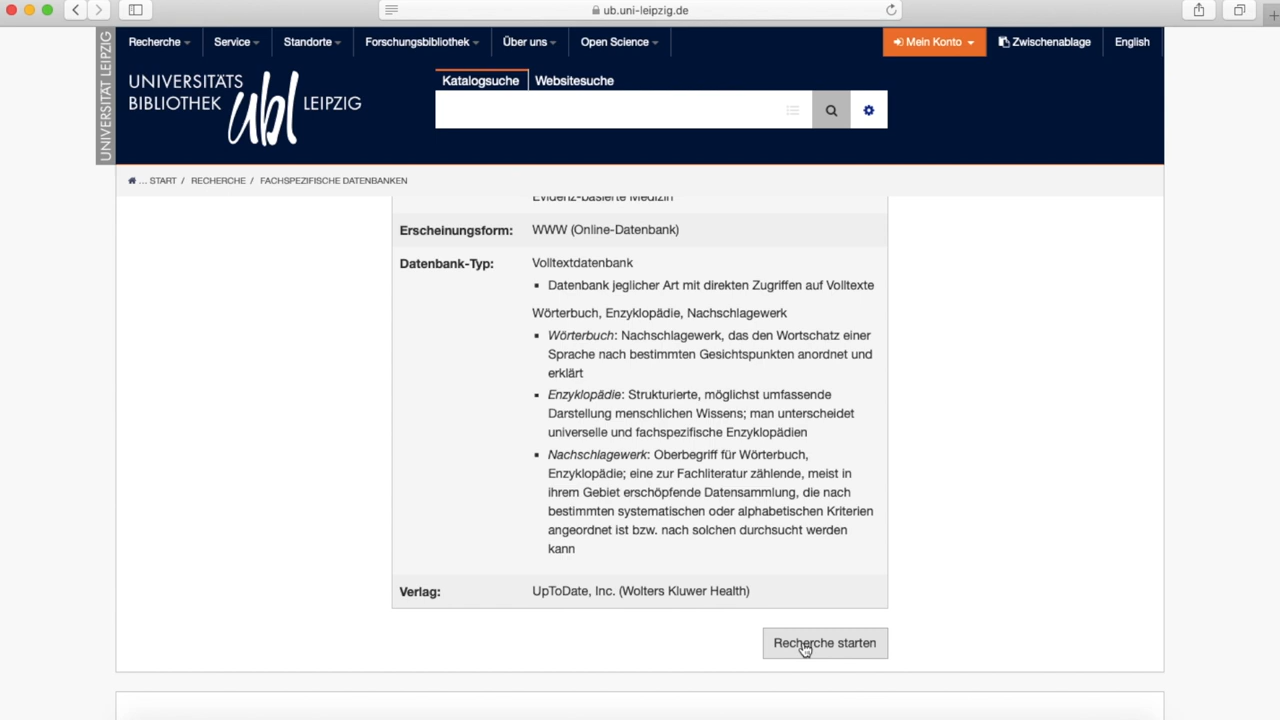 ub.uni-leipzig.de
Recherche Service Standorte Forschungsbibliothek Über uns Open Science Mein Konto Zwischenablage English
UNIVERSITÄT LEIPZIG
UNIVERSITÄTS
BIBLIOTHEK ubl LEIPZIG
Katalogsuche Websitesuche
... START / RECHERCHE / FACHSPEZIFISCHE DATENBANKEN
Evidenz-basierte Medizin
Erscheinungsform: WWW (Online-Datenbank)
Datenbank-Typ: Volltextdatenbank
▪ Datenbank jeglicher Art mit direkten Zugriffen auf Volltexte
Wörterbuch, Enzyklopädie, Nachschlagewerk
▪ Wörterbuch: Nachschlagewerk, das den Wortschatz einer
Sprache nach bestimmten Gesichtspunkten anordnet und
erklärt
▪ Enzyklopädie: Strukturierte, möglichst umfassende
Darstellung menschlichen Wissens; man unterscheidet
universelle und fachspezifische Enzyklopädien
▪ Nachschlagewerk: Oberbegriff für Wörterbuch,
Enzyklopädie; eine zur Fachliteratur zählende, meist in
ihrem Gebiet erschöpfende Datensammlung, die nach
bestimmten systematischen oder alphabetischen Kriterien
angeordnet ist bzw. nach solchen durchsucht werden
kann
Verlag: UpToDate, Inc. (Wolters Kluwer Health)
Recherche starten